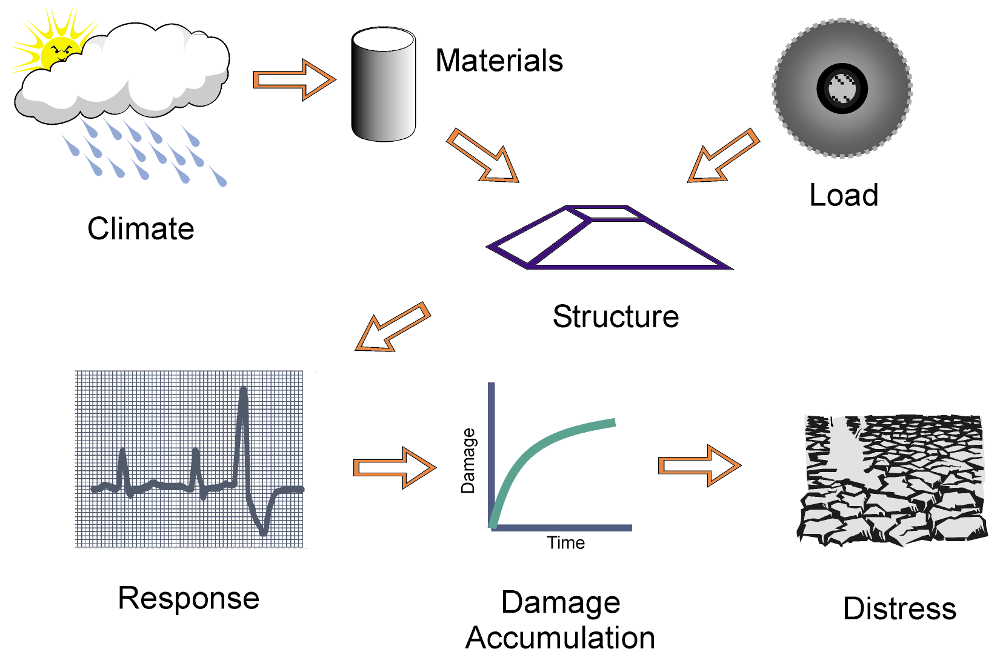 Materials
Load
Climate
Structure
Damage
Time
Response
Damage
Accumulation
Distress